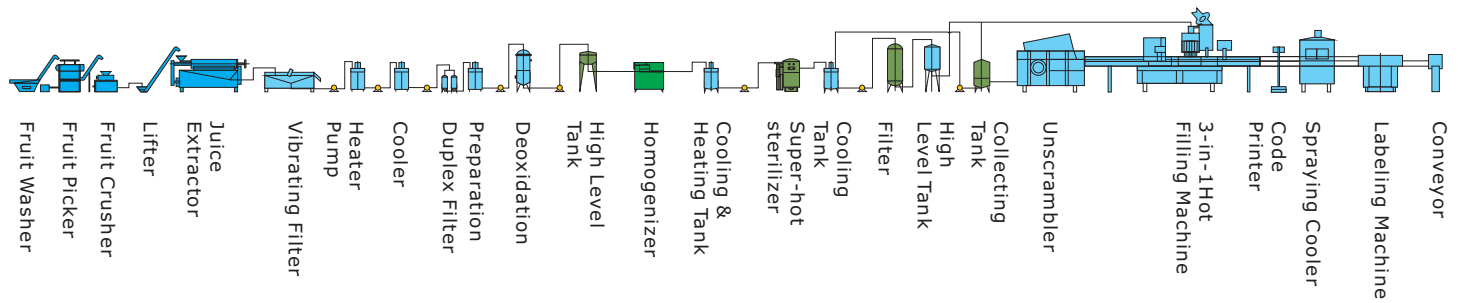 Fruit Washer
Fruit Picker
Fruit Crusher
Lifter
Juice
Extractor
Vibrating Filter
Pump
Heater
Cooler
Duplex Filter
Preparation
Deoxidation
High Level
Tank
Homogenizer
Cooling &
Heating Tank
Super-hot
sterilizer
Cooling
Tank
Filter
High
Level Tank
Collecting
Tank
Unscrambler
3-in-1Hot
Filling Machine
Code
Printer
Spraying Cooler
Labeling Machine
Conveyor